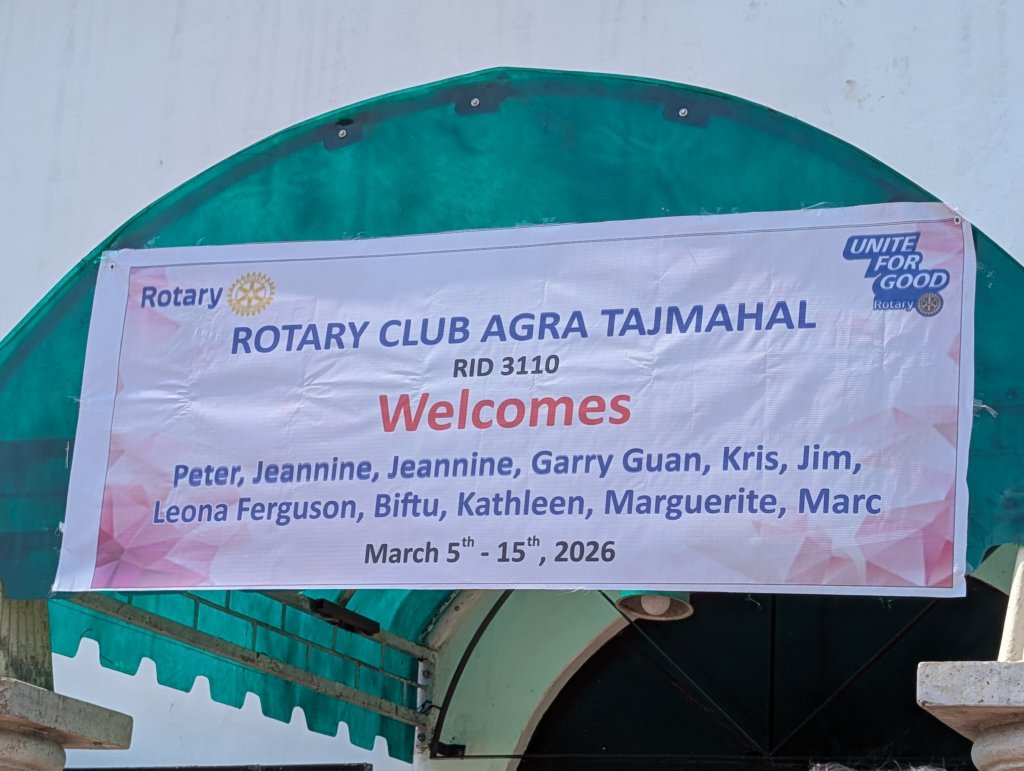 Rotary
UNITE
FOR
GOOD
Rotary
ROTARY CLUB AGRA TAJMAHAL
RID 3110
Welcomes
Peter, Jeannine, Jeannine, Garry Guan, Kris, Jim,
Leona Ferguson, Biftu, Kathleen, Marguerite, Marc
March 5th - 15th, 2026